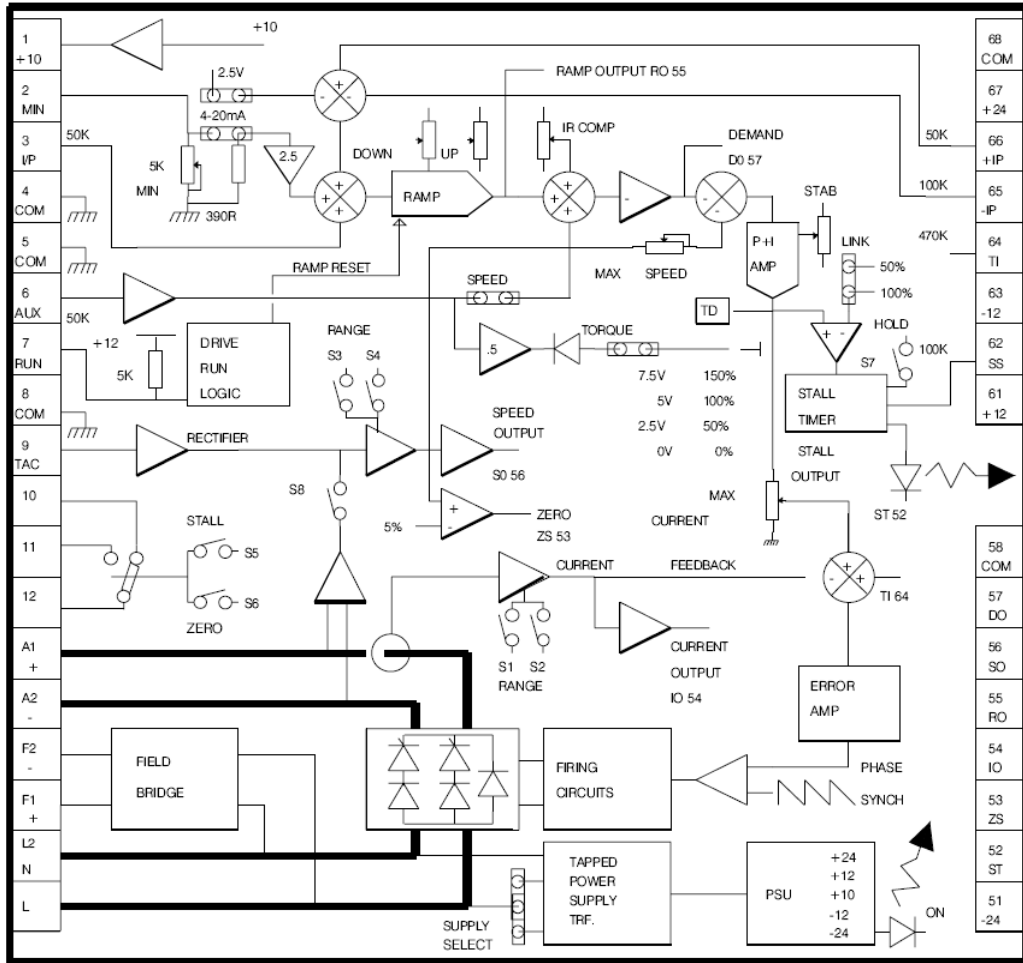 1
+10
2
MIN
3
I/P
4
COM
5
COM
6
AUX
7
RUN
8
COM
9
TAC
10
11
12
A1
+
A2
-
F2
-
F1
+
L2
N
L
+10
2.5V
4-20mA
50K
5K
MIN
390R
2.5
- -
+
+ +
+
DOWN
UP
RAMP
RAMP OUTPUT RO 55
IR COMP
+
+ +
+
-
DEMAND
D0 57
-
-
STAB
P+I
AMP
LINK
50%
100%
RAMP RESET
MAX
SPEED
SPEED
50K
+12
5K
DRIVE
RUN
LOGIC
RANGE
S3
S4
.5
TORQUE
TD
+ -
HOLD
S7
100K
7.5V 150%
5V 100%
2.5V 50%
0V 0%
STALL
TIMER
STALL
OUTPUT
ST 52
RECTIFIER
SPEED
OUTPUT
S0 56
S8
5%
+
-
ZERO
ZS 53
MAX
CURRENT
STALL
S5
S6
ZERO
CURRENT
FEEDBACK
S1
S2
RANGE
CURRENT
OUTPUT
IO 54
-
+ +
TI 64
ERROR
AMP
FIELD
BRIDGE
FIRING
CIRCUITS
PHASE
SYNCH
TAPPED
POWER
SUPPLY
TRF.
SUPPLY
SELECT
PSU
+24
+12
+10
-12
-24
ON
50K
100K
470K
68
COM
67
+24
66
+IP
65
-IP
64
TI
63
-12
62
SS
61
+12
58
COM
57
DO
56
SO
55
RO
54
IO
53
ZS
52
ST
51
-24